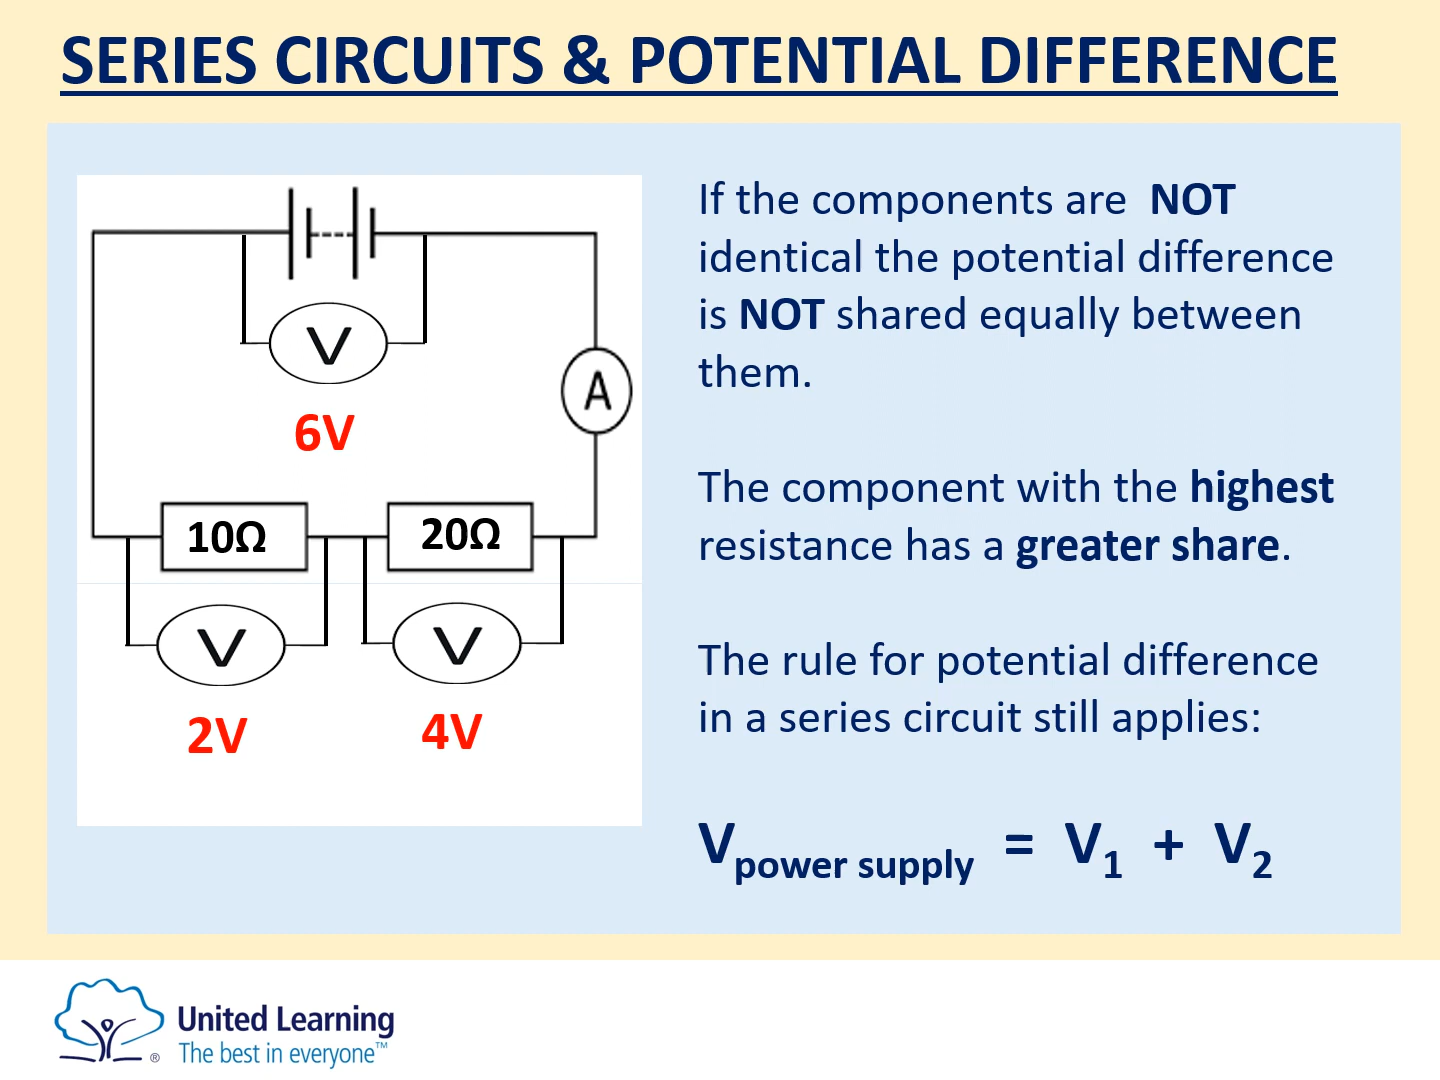 SERIES CIRCUITS & POTENTIAL DIFFERENCE
V
6V
A
10Ω
20Ω
V
V
2V
4V
If the components are NOT
identical the potential difference
is NOT shared equally between
them.
The component with the highest
resistance has a greater share.
The rule for potential difference
in a series circuit still applies:
Vpower supply = V1 + V2
United Learning
The best in everyone™
®